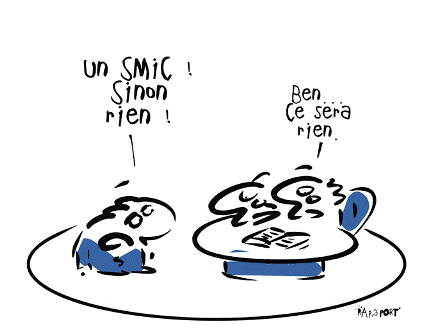 Un SMIC !
Sinon
rien !
Ben...
Ce sera
rien.
RAPAPORT